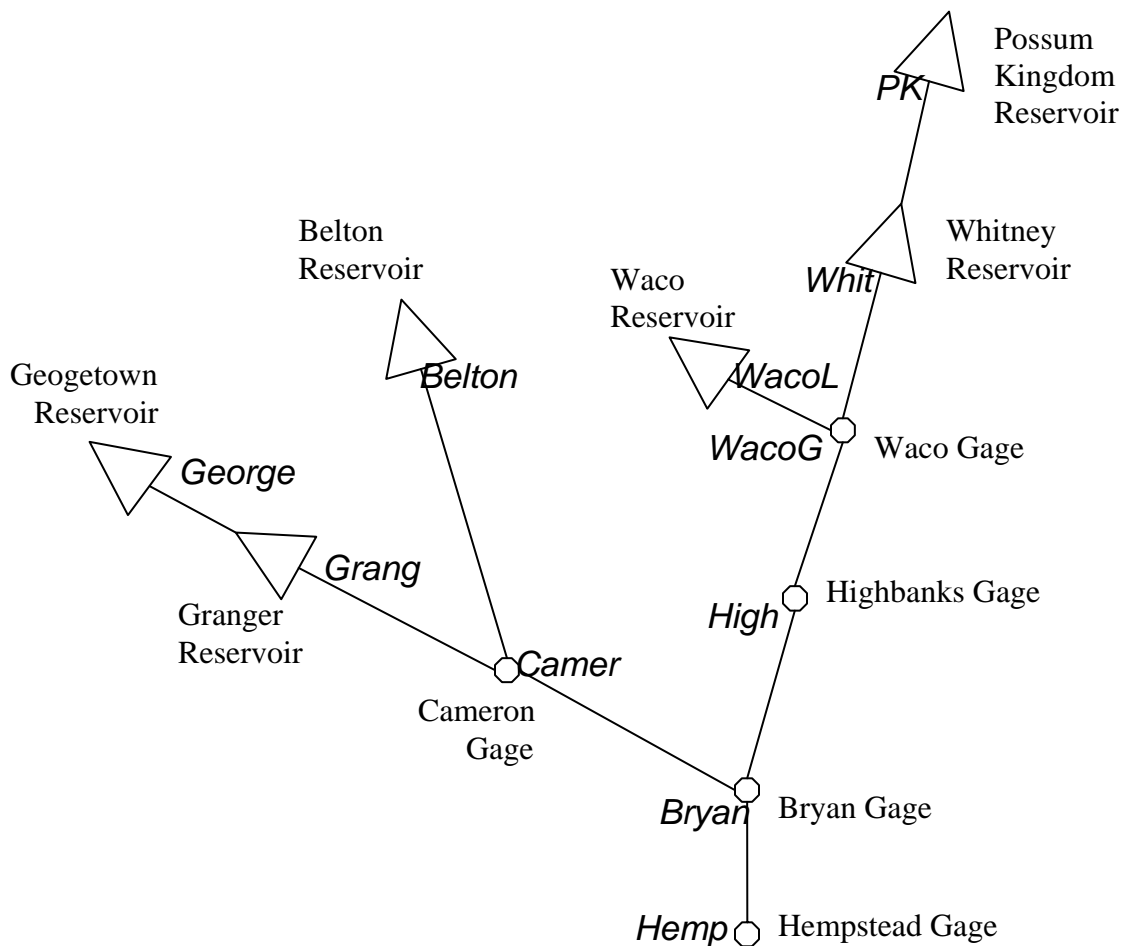 Possum
Kingdom
Reservoir
PK
Belton
Reservoir
Whitney
Reservoir
Whit
Waco
Reservoir
WacoL
Geogetown
Reservoir
Belton
WacoG
Waco Gage
George
Grang
Granger
Reservoir
High
Highbanks Gage
Camer
Cameron
Gage
Bryan
Bryan Gage
Hemp
Hempstead Gage